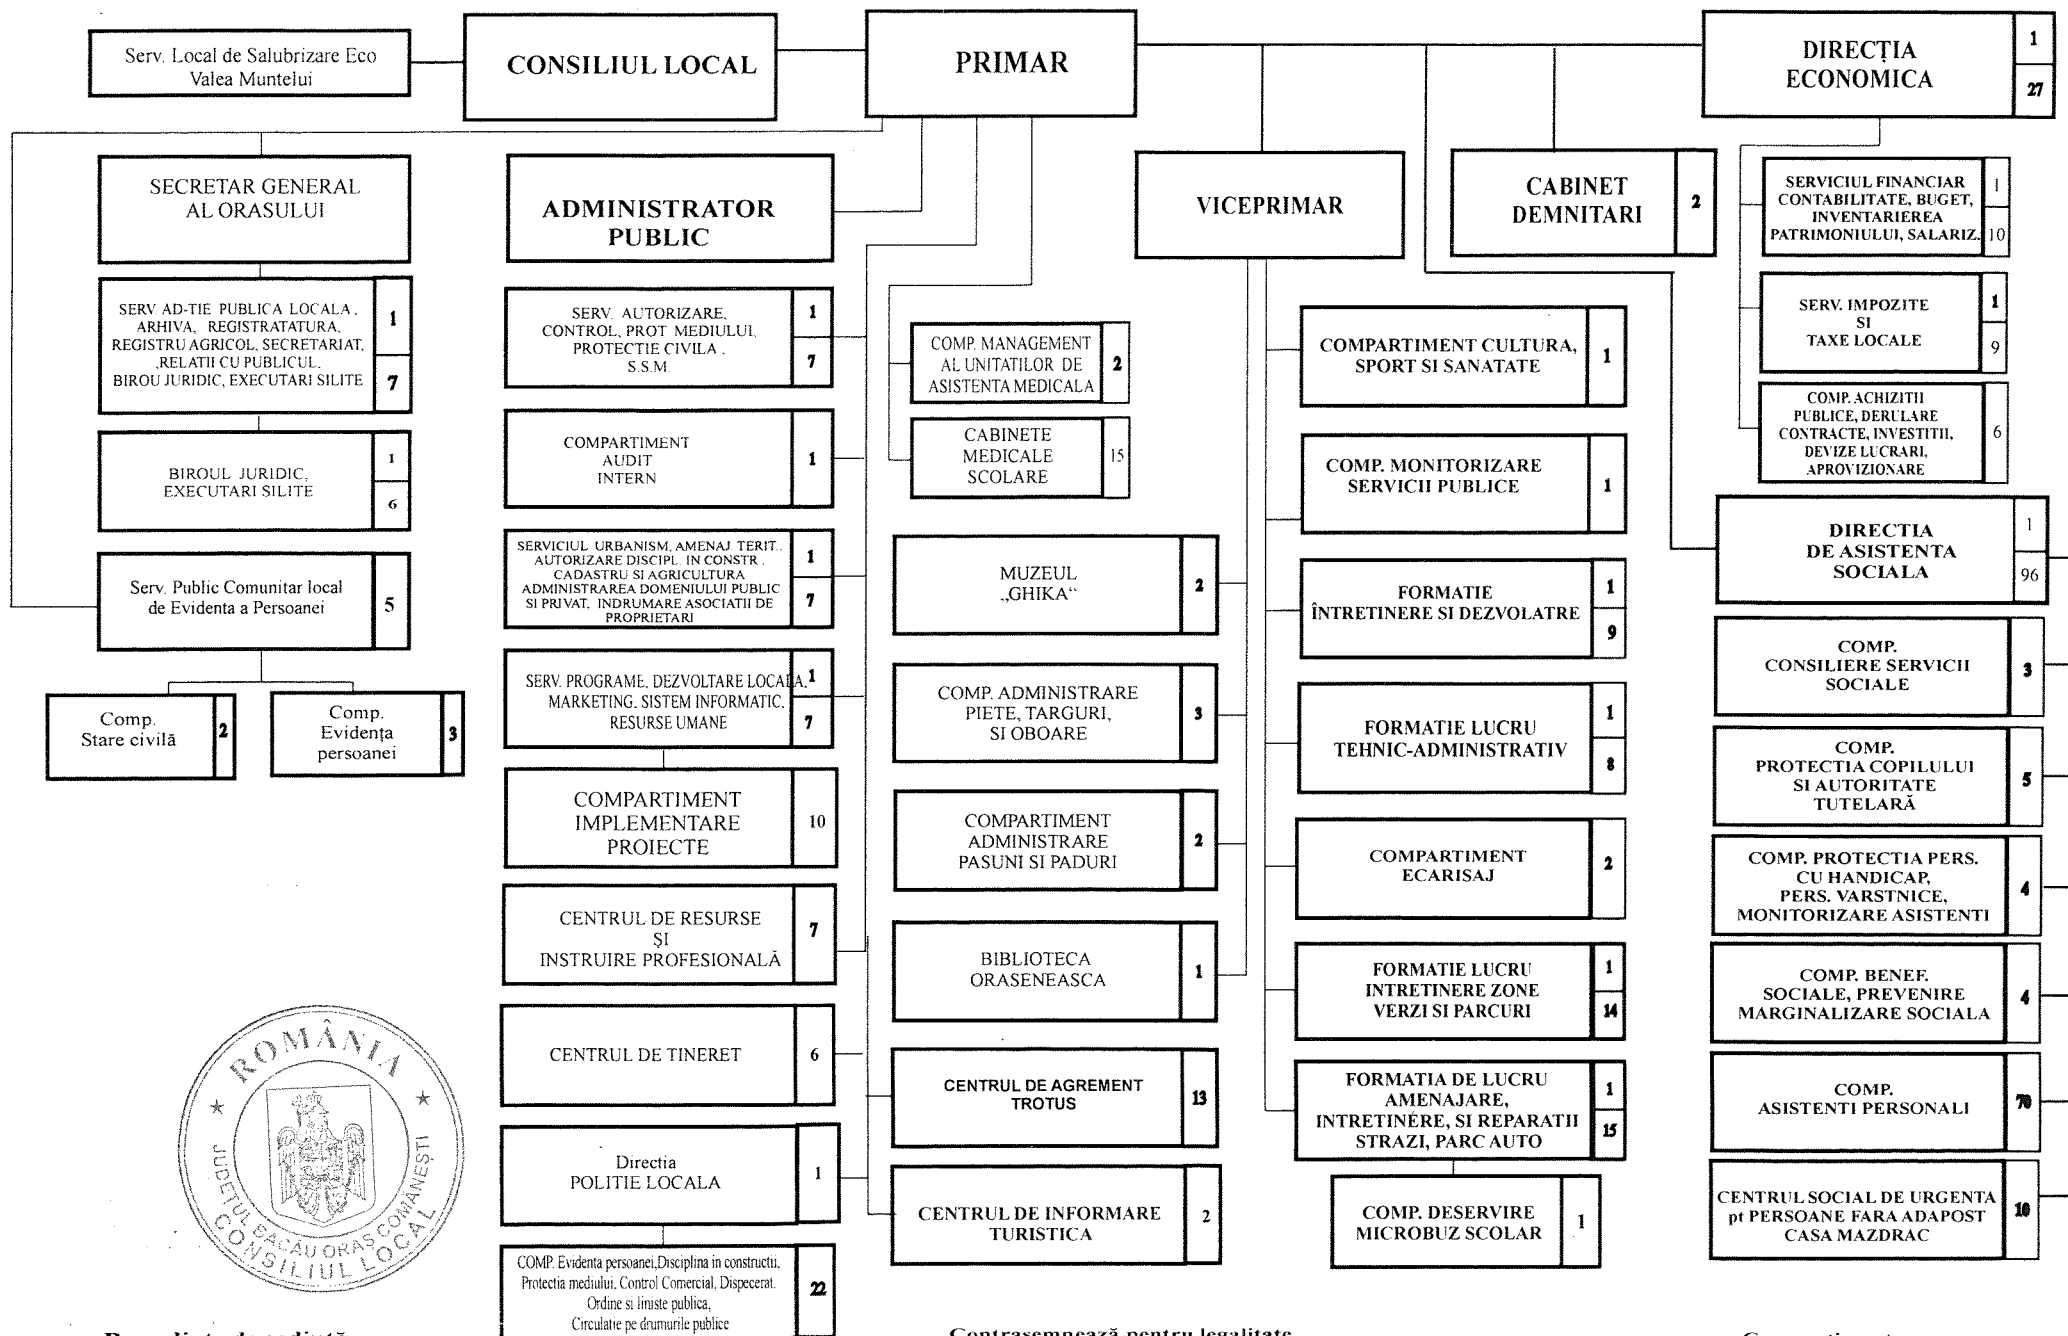 Serv. Local de Salubrizare Eco
Valea Muntelui
CONSILIUL LOCAL
PRIMAR
DIRECȚIA
ECONOMICA
1
27
SECRETAR GENERAL
AL ORASULUI
SERV. AD-TIE PUBLICA LOCALA,
ARHIVA, REGISTRATATURA,
REGISTRU AGRICOL, SECRETARIAT,
,RELATII CU PUBLICUL,
BIROU JURIDIC, EXECUTARI SILITE
1
7
BIROUL JURIDIC,
EXECUTARI SILITE
1
6
Serv. Public Comunitar local
de Evidenta a Persoanei
5
Comp.
Stare civilă
2
Comp.
Evidența
persoanei
3
ADMINISTRATOR
PUBLIC
SERV. AUTORIZARE,
CONTROL, PROT MEDIULUI,
PROTECTIE CIVILA ,
S.S.M.
1
7
COMPARTIMENT
AUDIT
INTERN
1
SERVICIUL URBANISM, AMENAJ. TERIT.,
AUTORIZARE DISCIPL. IN CONSTR.,
CADASTRU SI AGRICULTURA
ADMINISTRAREA DOMENIULUI PUBLIC
SI PRIVAT, INDRUMARE ASOCIATII DE
PROPRIETARI
1
7
SERV. PROGRAME, DEZVOLTARE LOCALA,
MARKETING, SISTEM INFORMATIC,
RESURSE UMANE
1
7
COMPARTIMENT
IMPLEMENTARE
PROIECTE
10
CENTRUL DE RESURSE
ȘI
INSTRUIRE PROFESIONALĂ
7
CENTRUL DE TINERET
6
Directia
POLITIE LOCALA
1
COMP. Evidenta persoanei,Disciplina in constructii,
Protectia mediului, Control Comercial, Dispecerat.
Ordine si liniste publica,
Circulatie pe drumurile publice
22
COMP. MANAGEMENT
AL UNITATILOR DE
ASISTENTA MEDICALA
2
CABINETE
MEDICALE
SCOLARE
15
MUZEUL
„GHIKA“
2
COMP. ADMINISTRARE
PIETE, TARGURI,
SI OBOARE
3
COMPARTIMENT
ADMINISTRARE
PASUNI SI PADURI
2
BIBLIOTECA
ORASENEASCA
1
CENTRUL DE AGREMENT
TROTUS
13
CENTRUL DE INFORMARE
TURISTICA
2
VICEPRIMAR
COMPARTIMENT CULTURA,
SPORT SI SANATATE
1
COMP. MONITORIZARE
SERVICII PUBLICE
1
FORMATIE
ÎNTRETINERE SI DEZVOLATRE
1
9
FORMATIE LUCRU
TEHNIC-ADMINISTRATIV
1
8
COMPARTIMENT
ECARISAJ
2
FORMATIE LUCRU
INTRETINERE ZONE
VERZI SI PARCURI
1
14
FORMATIA DE LUCRU
AMENAJARE,
INTRETINERE, SI REPARATII
STRAZI, PARC AUTO
1
15
COMP. DESERVIRE
MICROBUZ SCOLAR
1
CABINET
DEMNITARI
2
SERVICIUL FINANCIAR
CONTABILITATE, BUGET,
INVENTARIEREA
PATRIMONIULUI, SALARIZ.
1
10
SERV. IMPOZITE
SI
TAXE LOCALE
1
9
COMP. ACHIZITII
PUBLICE, DERULARE
CONTRACTE, INVESTITII,
DEVIZE LUCRARI,
APROVIZIONARE
6
DIRECTIA
DE ASISTENTA
SOCIALA
1
96
COMP.
CONSILIERE SERVICII
SOCIALE
3
COMP.
PROTECTIA COPILULUI
SI AUTORITATE
TUTELARĂ
5
COMP. PROTECTIA PERS.
CU HANDICAP,
PERS. VARSTNICE,
MONITORIZARE ASISTENTI
4
COMP. BENEF.
SOCIALE, PREVENIRE
MARGINALIZARE SOCIALA
4
COMP.
ASISTENTI PERSONALI
70
CENTRUL SOCIAL DE URGENTA
pt PERSOANE FARA ADAPOST
CASA MAZDRAC
10
ROMÂNIA
JUDEȚUL BACĂU ORAȘ COMĂNEȘTI
CONSILIUL LOCAL
Contrasemnează pentru legalitate